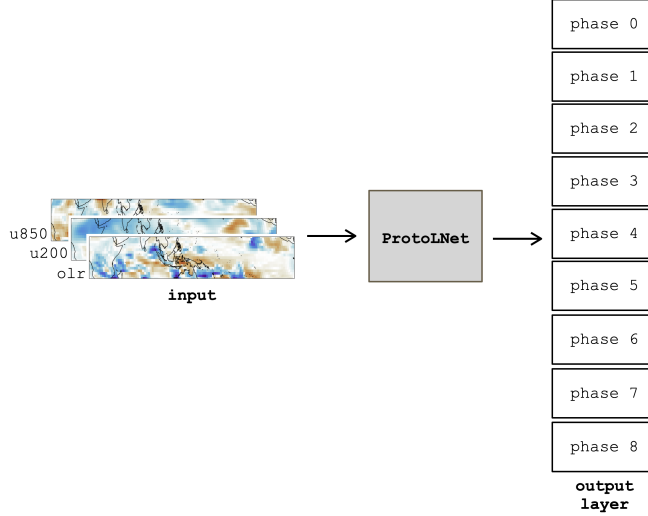 u850
u200
olr
input
ProtoLNet
phase 0
phase 1
phase 2
phase 3
phase 4
phase 5
phase 6
phase 7
phase 8
output
layer